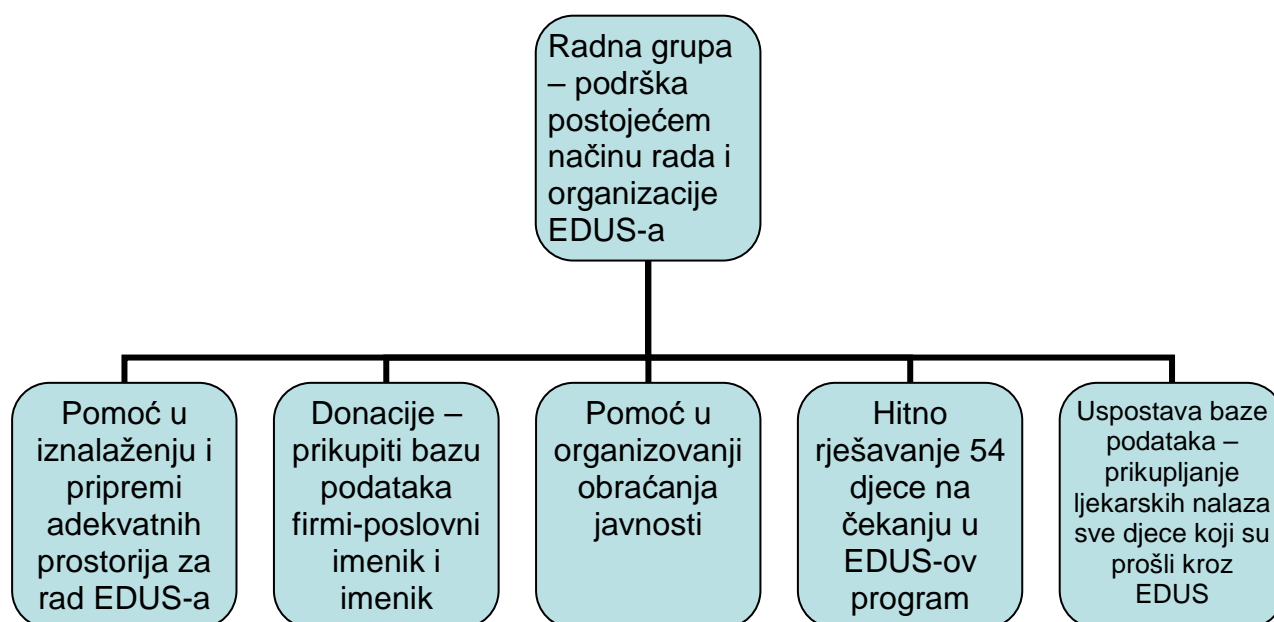 Radna grupa
– podrška
postojećem
načinu rada i
organizacije
EDUS-a
Pomoć u
iznalaženju i
pripremi
adekvatnih
prostorija za
rad EDUS-a
Donacije –
prikupiti bazu
podataka
firmi-poslovni
imenik i
imenik
Pomoć u
organizovanji
obraćanja
javnosti
Hitno
rješavanje 54
djece na
čekanju u
EDUS-ov
program
Uspostava baze
podataka –
prikupljanje
ljekarskih nalaza
sve djece koji su
prošli kroz
EDUS